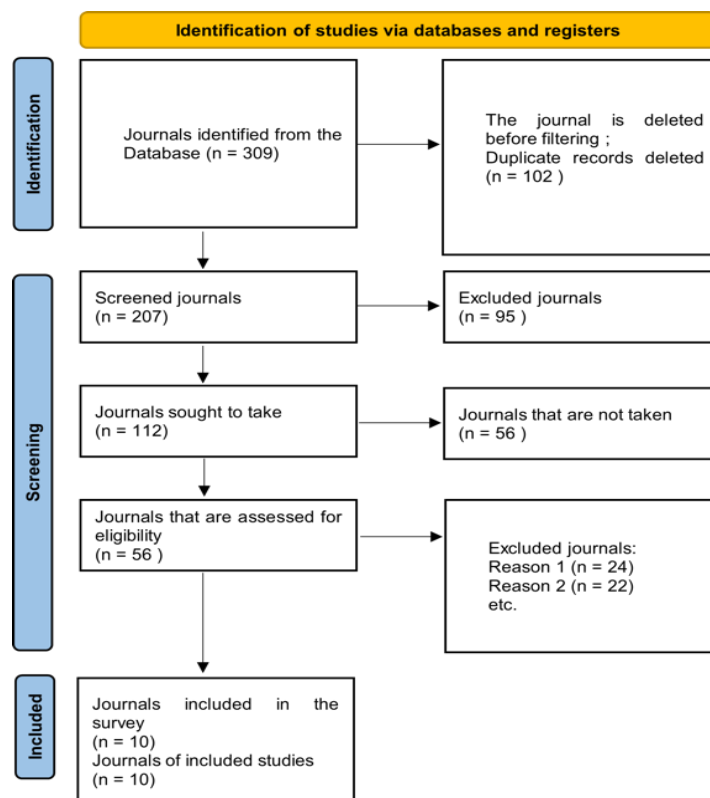 Identification of studies via databases and registers
Identification
Journals identified from the
Database (n = 309)
The journal is deleted
before filtering ;
Duplicate records deleted
(n = 102 )
Screening
Screened journals
(n = 207)
Excluded journals
(n = 95 )
Journals sought to take
(n = 112)
Journals that are not taken
(n = 56 )
Journals that are assessed for
eligibility
(n = 56 )
Excluded journals:
Reason 1 (n = 24)
Reason 2 (n = 22)
etc.
Included
Journals included in the
survey
(n = 10)
Journals of included studies
(n = 10)